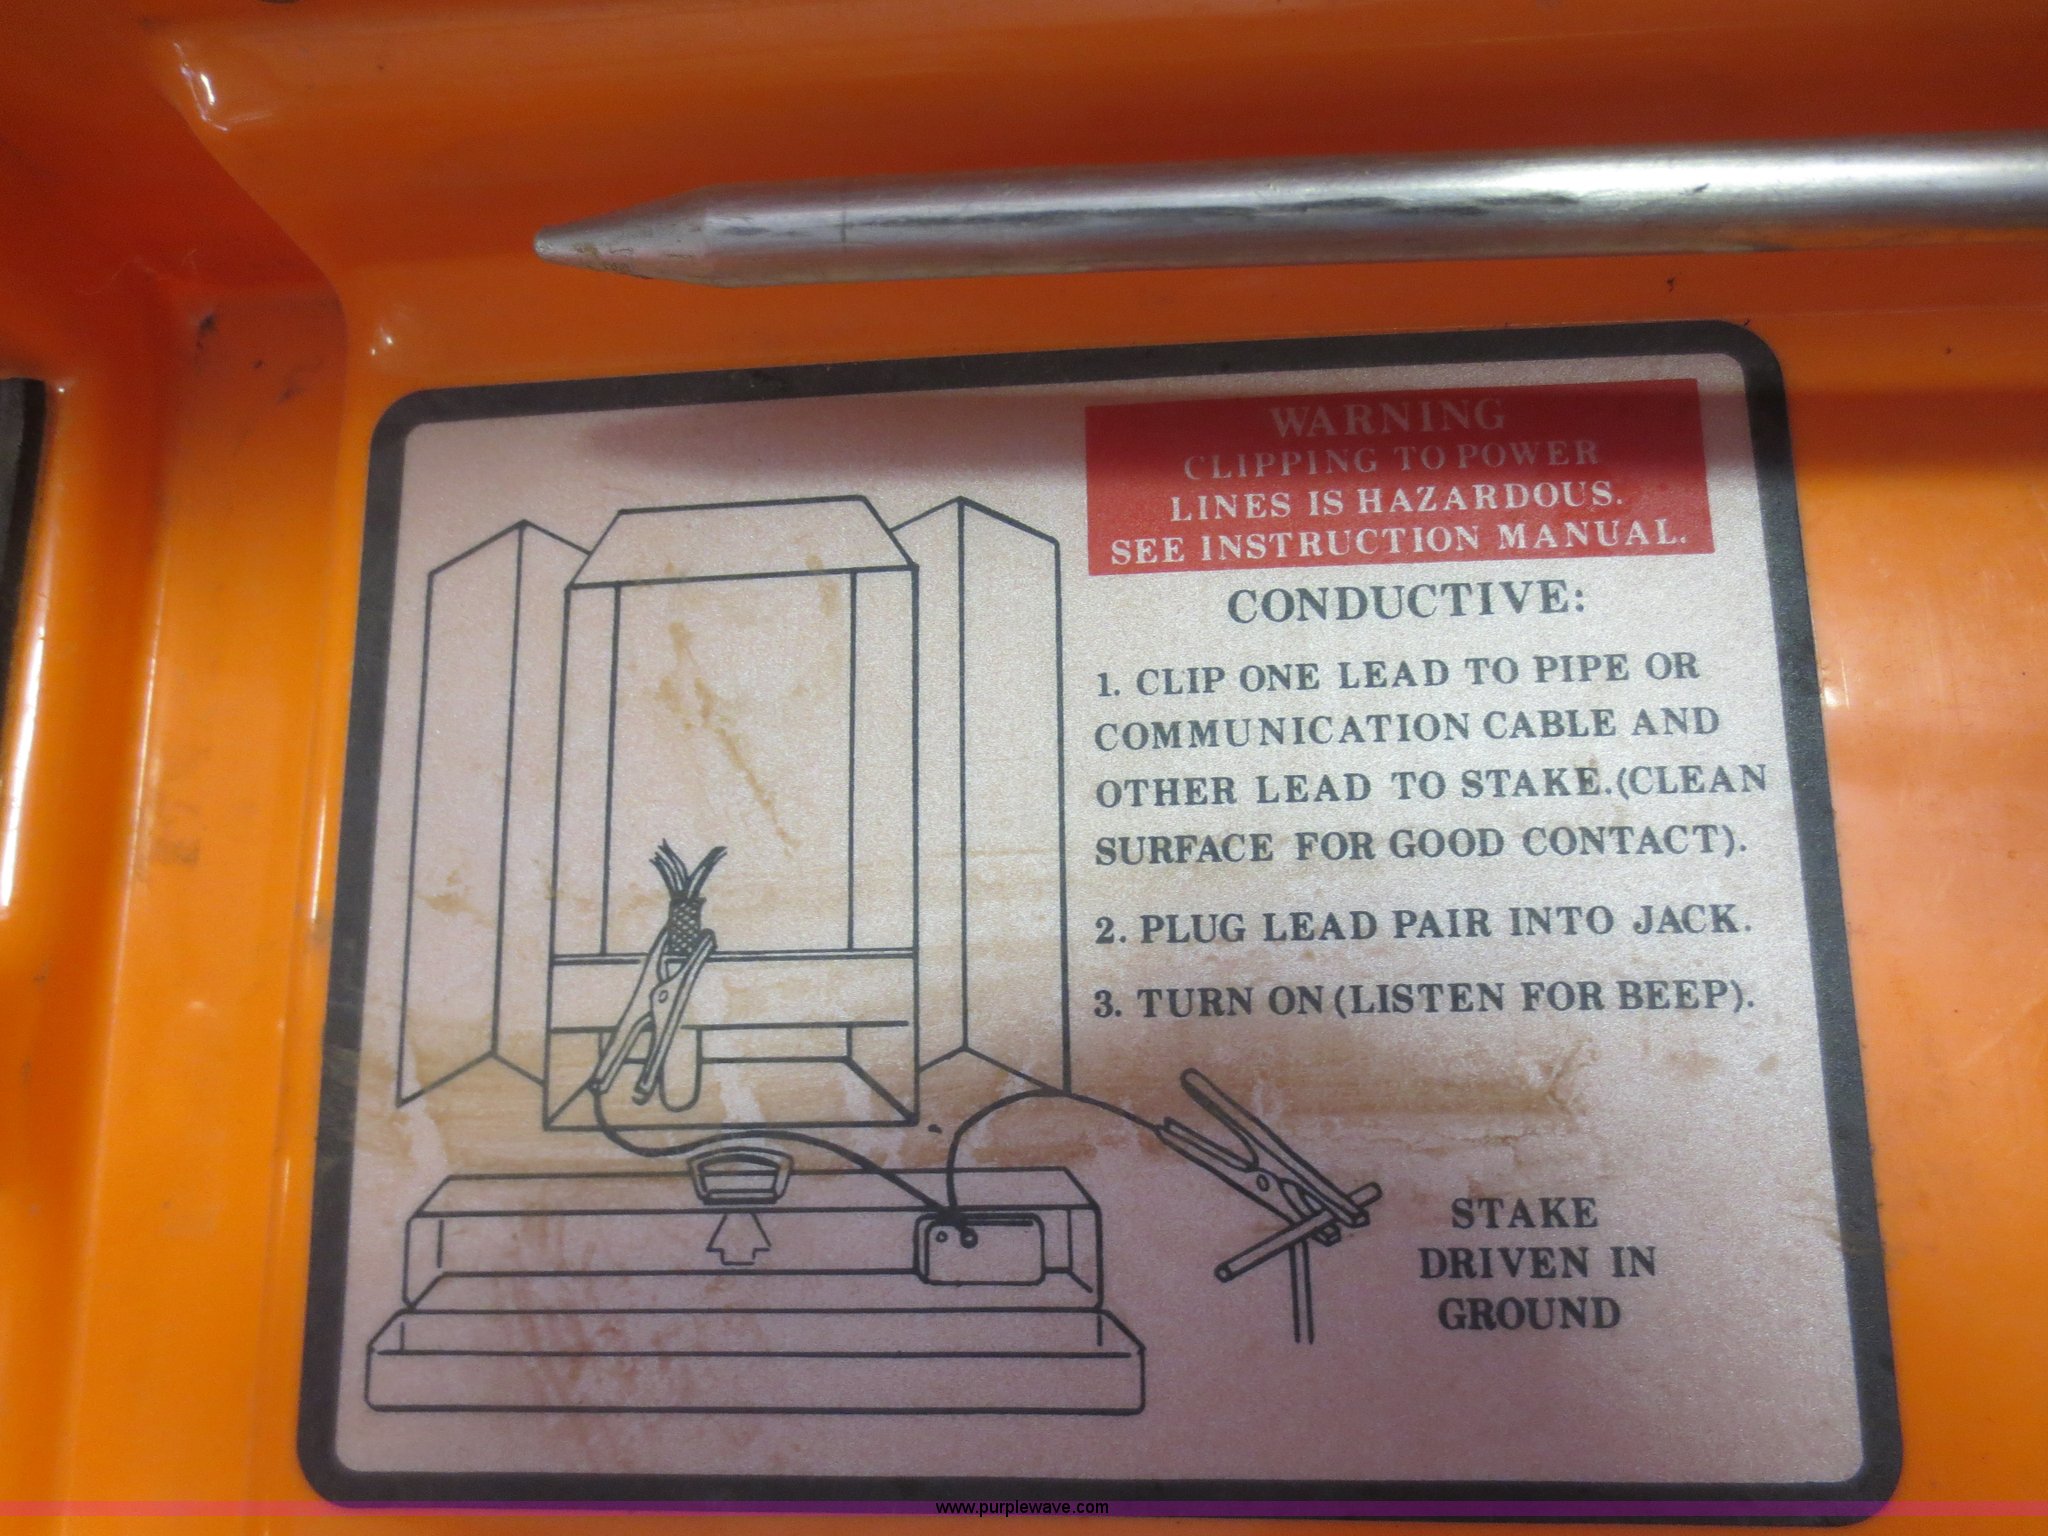 WARNING
CLIPPING TO POWER
LINES IS HAZARDOUS.
SEE INSTRUCTION MANUAL.
CONDUCTIVE:
1. CLIP ONE LEAD TO PIPE OR
COMMUNICATION CABLE AND
OTHER LEAD TO STAKE.(CLEAN
SURFACE FOR GOOD CONTACT).
2. PLUG LEAD PAIR INTO JACK.
3. TURN ON (LISTEN FOR BEEP).
STAKE
DRIVEN IN
GROUND
www.purplewave.com